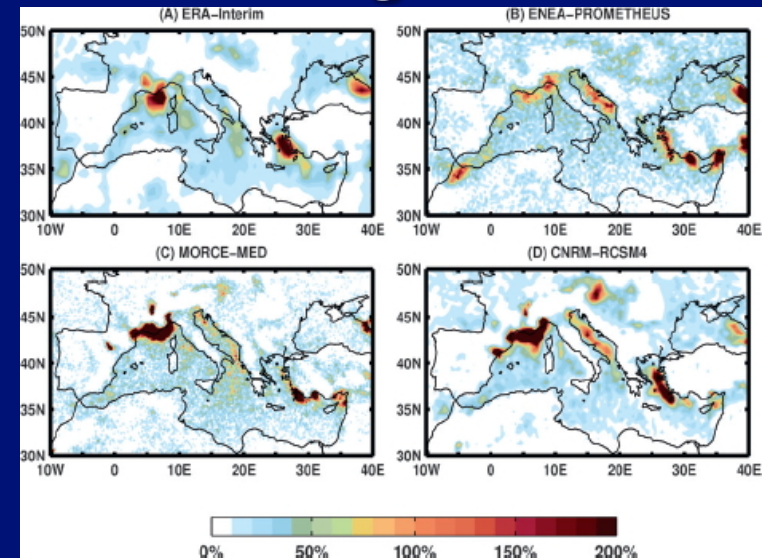 (A) ERA-Interim
(B) ENEA-PROMETHEUS
50N
45N
40N
35N
30N
10W 0 10E 20E 30E 40E
50N
45N
40N
35N
30N
10W 0 10E 20E 30E 40E
(C) MORCE-MED
(D) CNRM-RCSM4
50N
45N
40N
35N
30N
10W 0 10E 20E 30E 40E
50N
45N
40N
35N
30N
10W 0 10E 20E 30E 40E
0% 50% 100% 150% 200%